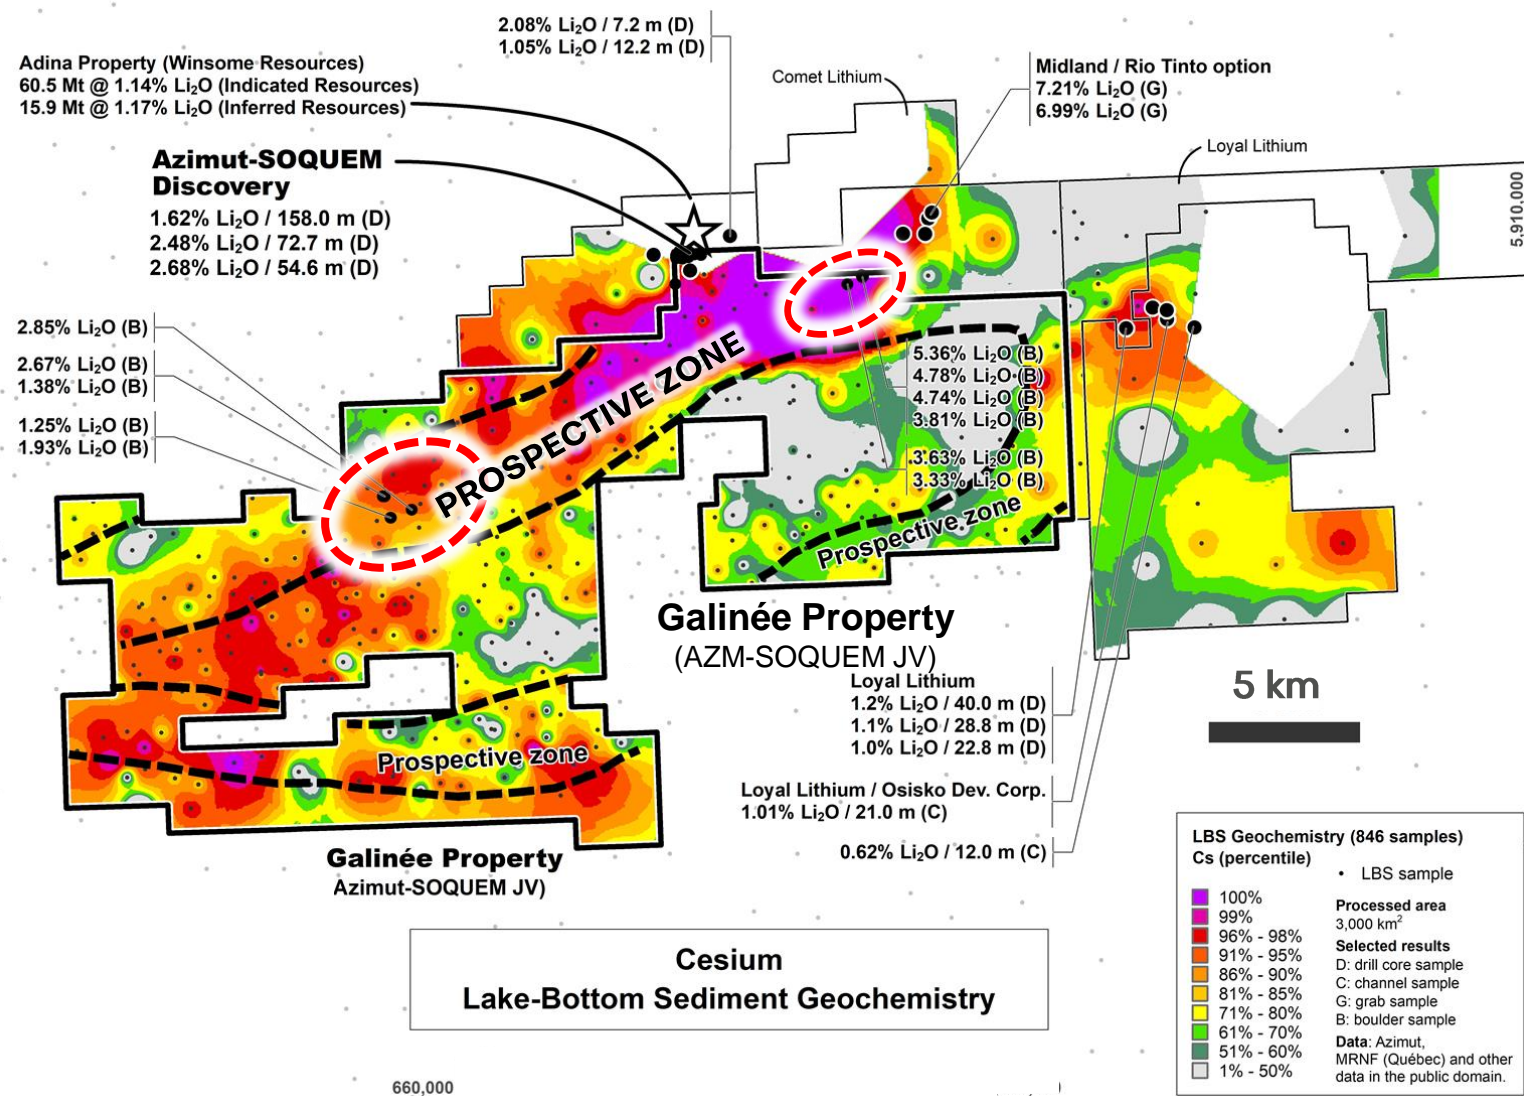 2.08% Li₂O / 7.2 m (D)
1.05% Li₂O / 12.2 m (D)
Adina Property (Winsome Resources)
60.5 Mt @ 1.14% Li₂O (Indicated Resources)
15.9 Mt @ 1.17% Li₂O (Inferred Resources)
Comet Lithium
Midland / Rio Tinto option
7.21% Li₂O (G)
6.99% Li₂O (G)
Loyal Lithium
5,910,000
Azimut-SOQUEM
Discovery
1.62% Li₂O / 158.0 m (D)
2.48% Li₂O / 72.7 m (D)
2.68% Li₂O / 54.6 m (D)
2.85% Li₂O (B)
2.67% Li₂O (B)
1.38% Li₂O (B)
1.25% Li₂O (B)
1.93% Li₂O (B)
PROSPECTIVE ZONE
5.36% Li₂O (B)
4.78% Li₂O (B)
4.74% Li₂O (B)
3.81% Li₂O (B)
3.63% Li₂O (B)
3.33% Li₂O (B)
Prospective zone
Galinée Property
(AZM-SOQUEM JV)
Loyal Lithium
1.2% Li₂O / 40.0 m (D)
1.1% Li₂O / 28.8 m (D)
1.0% Li₂O / 22.8 m (D)
5 km
Prospective zone
Loyal Lithium / Osisko Dev. Corp.
1.01% Li₂O / 21.0 m (C)
0.62% Li₂O / 12.0 m (C)
Galinée Property
Azimut-SOQUEM JV)
Cesium
Lake-Bottom Sediment Geochemistry
660,000
LBS Geochemistry (846 samples)
Cs (percentile)
100%
99%
96% - 98%
91% - 95%
86% - 90%
81% - 85%
71% - 80%
61% - 70%
51% - 60%
1% - 50%
LBS sample
Processed area
3,000 km²
Selected results
D: drill core sample
C: channel sample
G: grab sample
B: boulder sample
Data: Azimut,
MRNF (Québec) and other
data in the public domain.